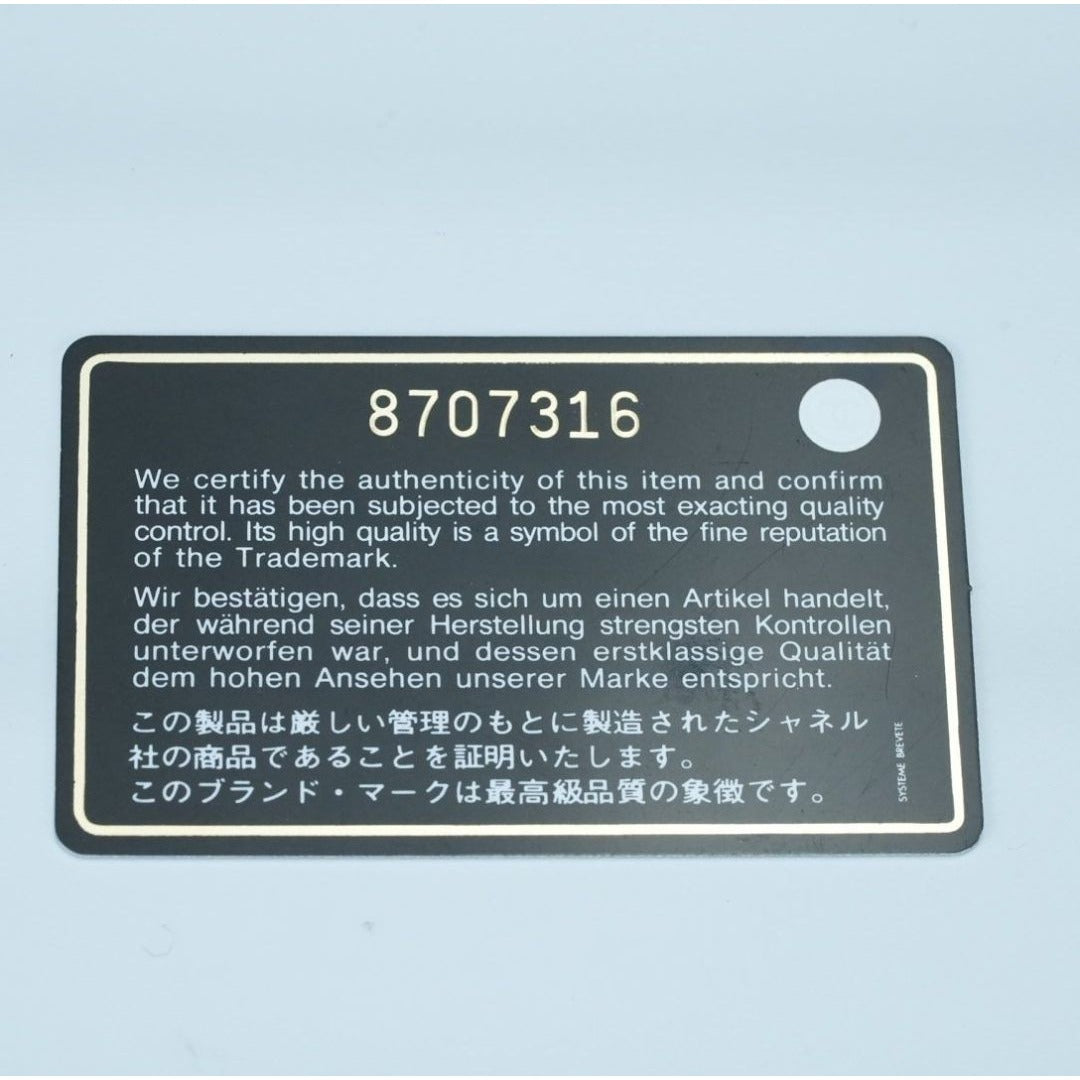 8707316
We certify the authenticity of this item and confirm
that it has been subjected to the most exacting quality
control. Its high quality is a symbol of the fine reputation
of the Trademark.
Wir bestätigen, dass es sich um einen Artikel handelt,
der während seiner Herstellung strengsten Kontrollen
unterworfen war, und dessen erstklassige Qualität
dem hohen Ansehen unserer Marke entspricht.
この製品は厳しい管理のもとに製造されたシャネル
社の商品であることを証明いたします。
このブランド・マークは最高級品質の象徴です。
SYSTEME BREVETE